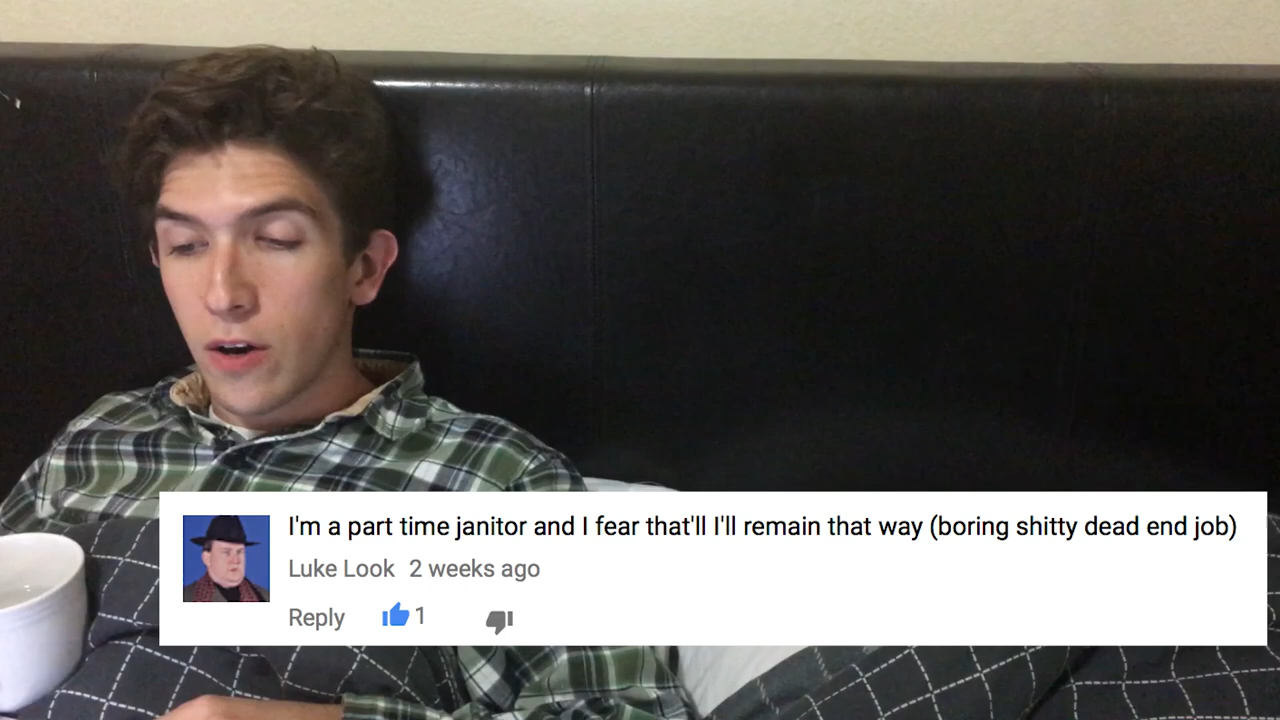 I'm a part time janitor and I fear that'll I'll remain that way (boring shitty dead end job)
Luke Look 2 weeks ago
Reply 1